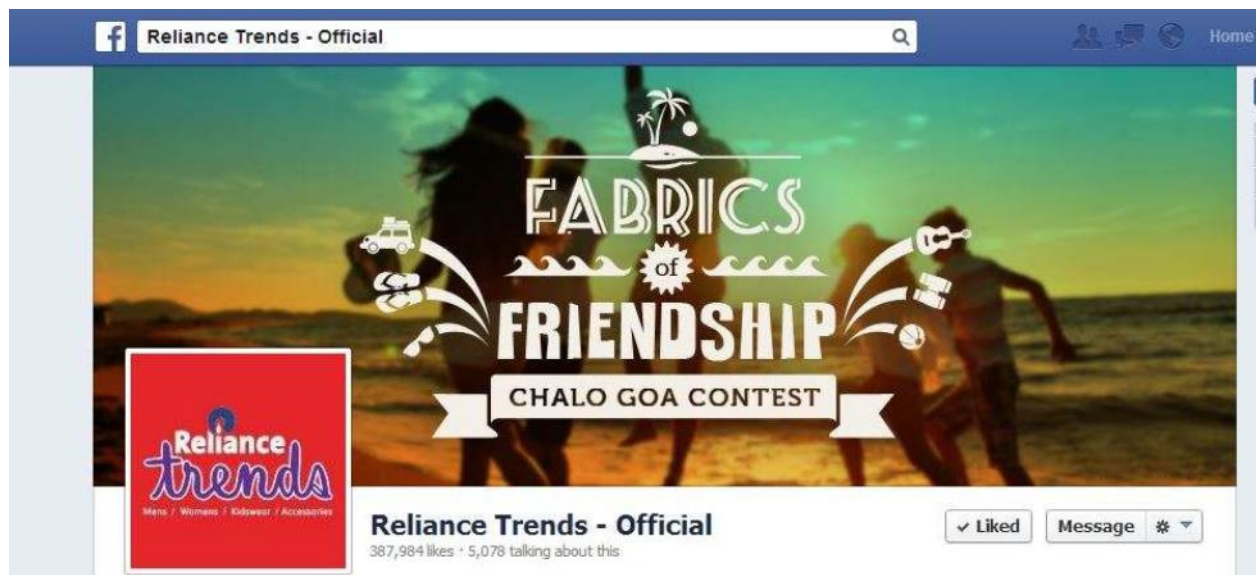 Reliance Trends - Official
Home
FABRICS
of
FRIENDSHIP
CHALO GOA CONTEST
Reliance
trends
Mens / Womens / Kidswear / Accessories
Reliance Trends - Official
Liked
Message
387,984 likes · 5,078 talking about this